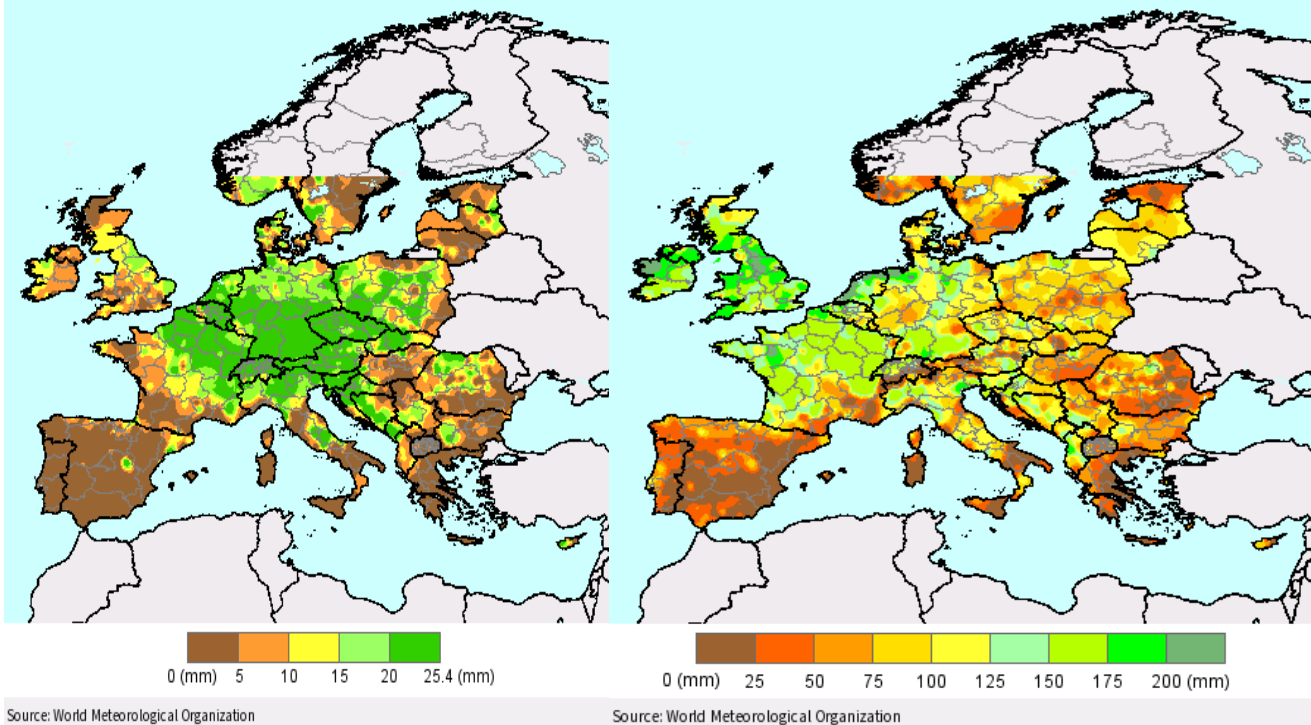 0 (mm) 5 10 15 20 25.4 (mm)
0 (mm) 25 50 75 100 125 150 175 200 (mm)
Source: World Meteorological Organization
Source: World Meteorological Organization